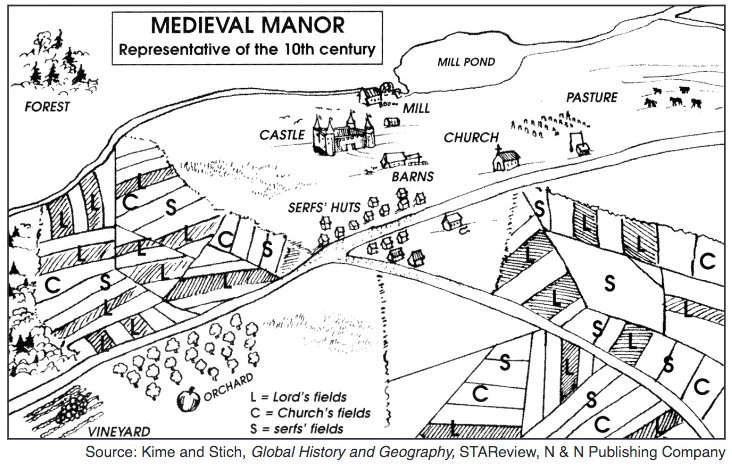 MEDIEVAL MANOR
Representative of the 10th century
FOREST
MILL POND
MILL
PASTURE
CASTLE
CHURCH
BARNS
SERFS' HUTS
L
L
L
C
S
L
L
C
S
L
L
L
C
S
L
L
L
S
L
L
C
L
S
L
L
S
L
S
C
S
C
L
S
C
L
L
ORCHARD
VINEYARD
L = Lord's fields
C = Church's fields
S = serfs' fields
Source: Kime and Stich, Global History and Geography, STAReview, N & N Publishing Company